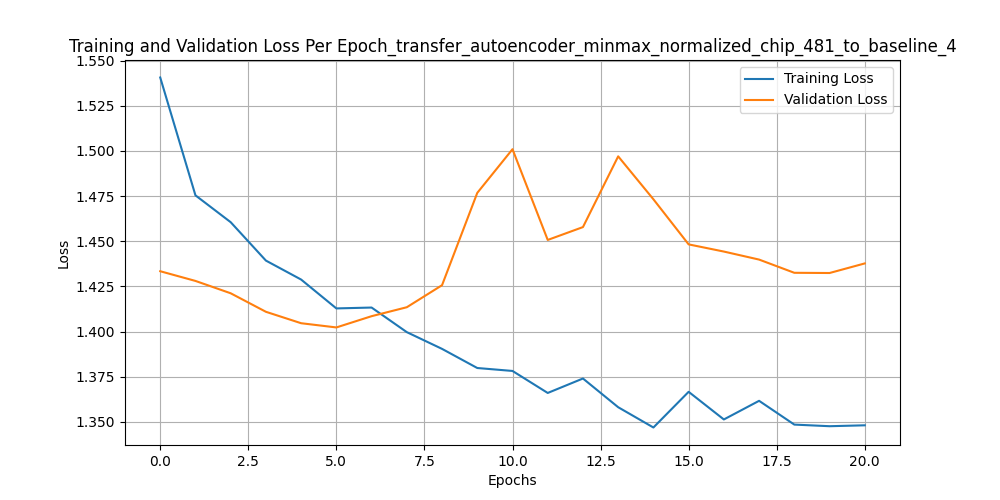 Training and Validation Loss Per Epoch_transfer_autoencoder_minmax_normalized_chip_481_to_baseline_4
Training Loss
Validation Loss
1.550
1.525
1.500
1.475
1.450
1.425
1.400
1.375
1.350
Loss
0.0 2.5 5.0 7.5 10.0 12.5 15.0 17.5 20.0
Epochs